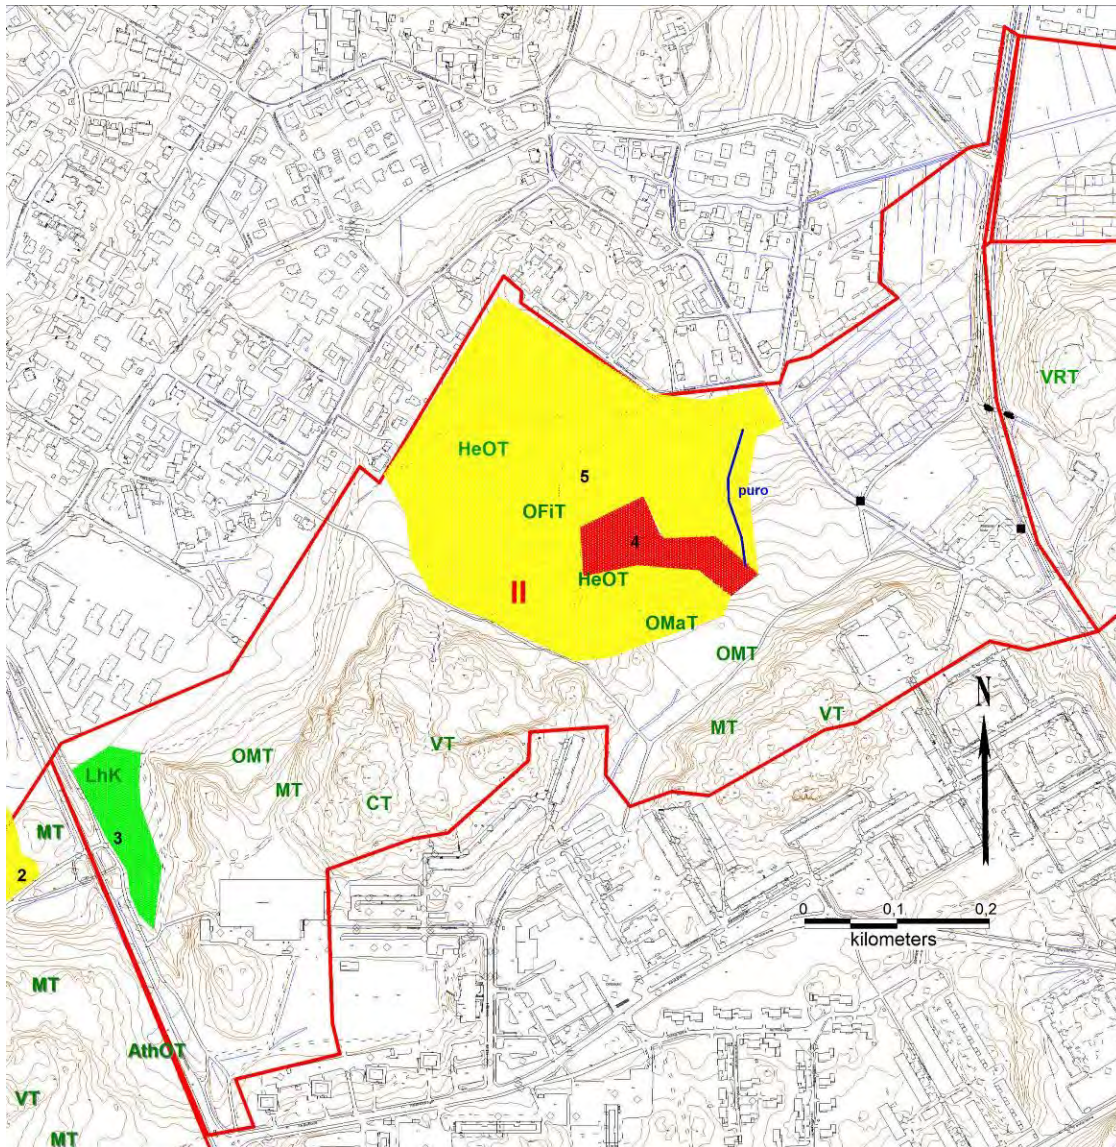 VRT
HeOT
5
puro
OFiT
4
HeOT
II
OMaT
OMT
N
VT
MT
VT
OMT
LhK
MT
CT
3
MT
2
0 0,1 0,2
kilometers
MT
AthOT
VT
MT